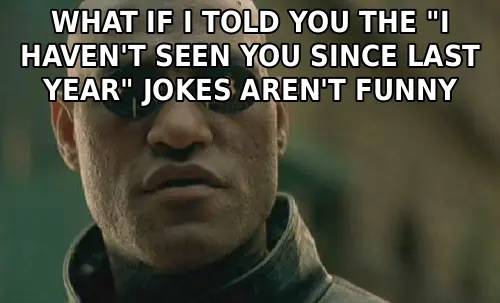 WHAT IF I TOLD YOU THE "I
HAVEN'T SEEN YOU SINCE LAST
YEAR" JOKES AREN'T FUNNY